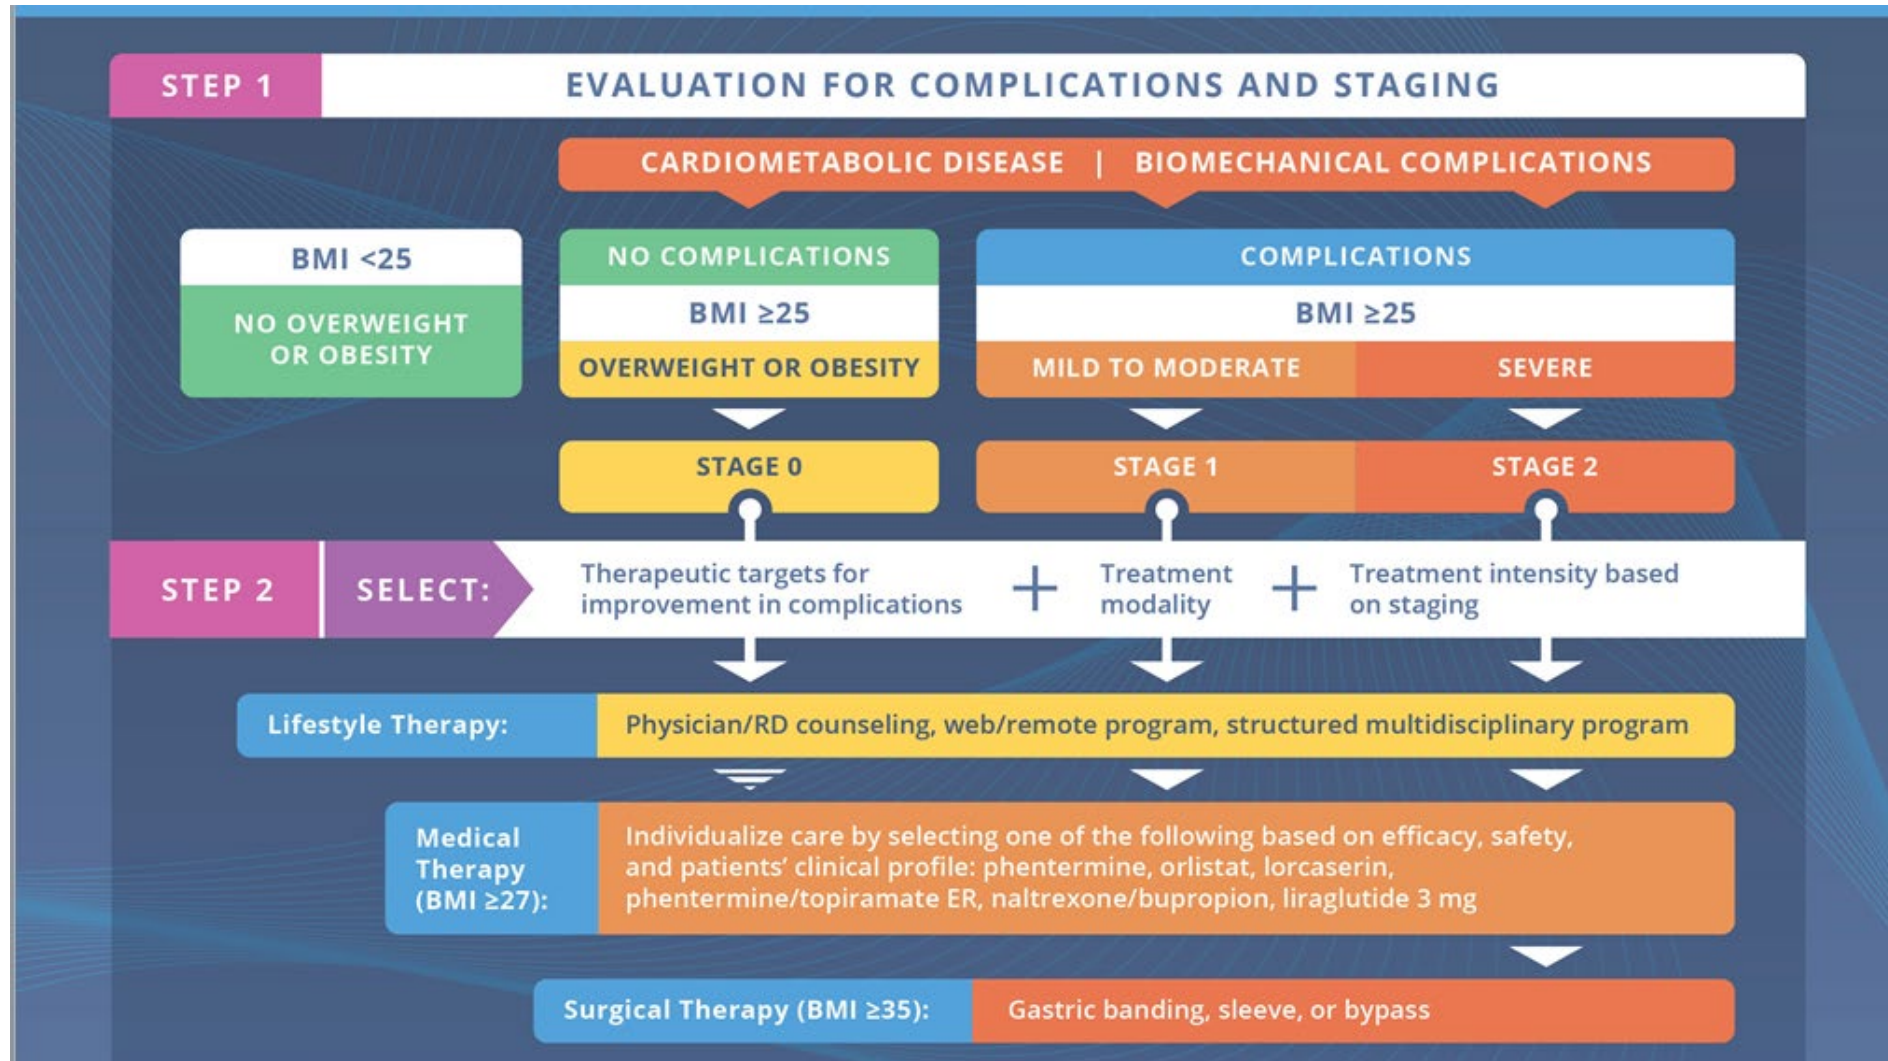 STEP 1
EVALUATION FOR COMPLICATIONS AND STAGING
CARDIOMETABOLIC DISEASE | BIOMECHANICAL COMPLICATIONS
BMI <25
NO OVERWEIGHT
OR OBESITY
NO COMPLICATIONS
BMI ≥25
OVERWEIGHT OR OBESITY
COMPLICATIONS
BMI ≥25
MILD TO MODERATE
SEVERE
STAGE 0
STAGE 1
STAGE 2
STEP 2
SELECT:
Therapeutic targets for
improvement in complications
+
Treatment
modality
+
Treatment intensity based
on staging
Lifestyle Therapy:
Physician/RD counseling, web/remote program, structured multidisciplinary program
Medical
Therapy
(BMI ≥27):
Individualize care by selecting one of the following based on efficacy, safety,
and patients’ clinical profile: phentermine, orlistat, lorcaserin,
phentermine/topiramate ER, naltrexone/bupropion, liraglutide 3 mg
Surgical Therapy (BMI ≥35):
Gastric banding, sleeve, or bypass